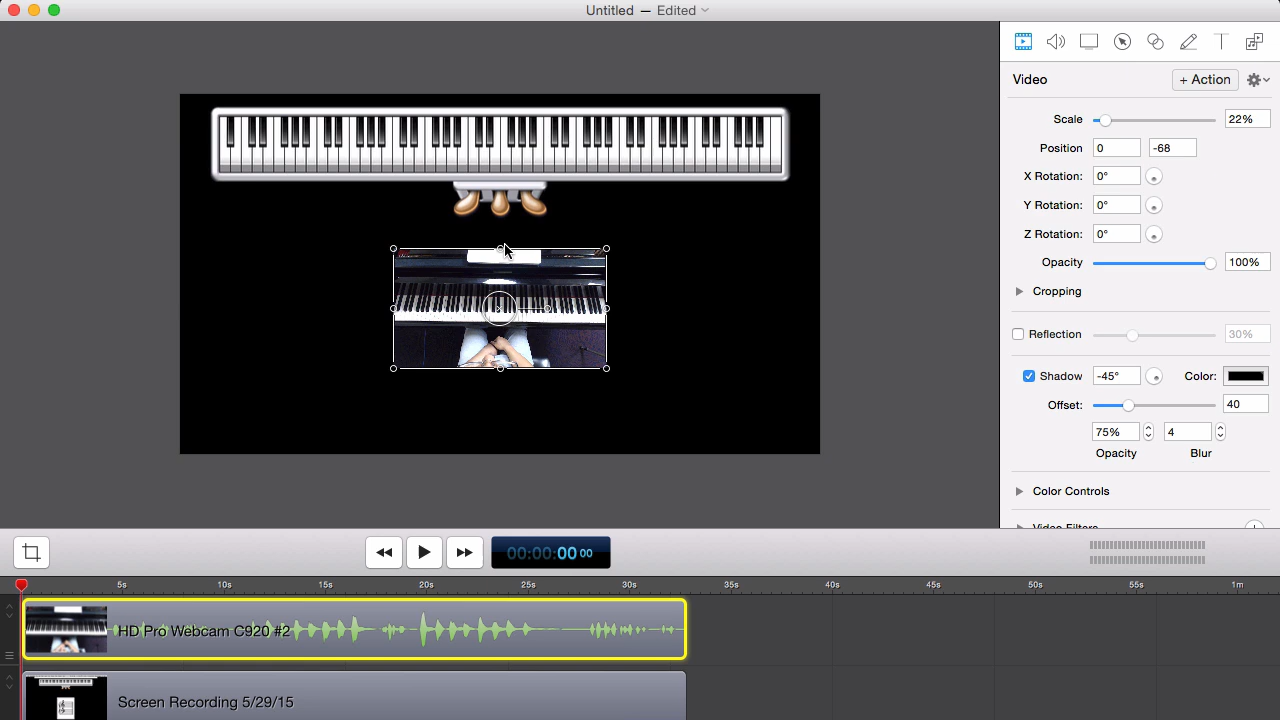 Untitled — Edited
Video
+ Action
Scale 22%
Position 0 -68
X Rotation: 0°
Y Rotation: 0°
Z Rotation: 0°
Opacity 100%
Cropping
Reflection 30%
Shadow -45° Color:
Offset: 40
75% 4
Opacity Blur
Color Controls
Video Filters
00:00:00 00
5s 10s 15s 20s 25s 30s 35s 40s 45s 50s 55s 1m
HD Pro Webcam C920 #2
Screen Recording 5/29/15